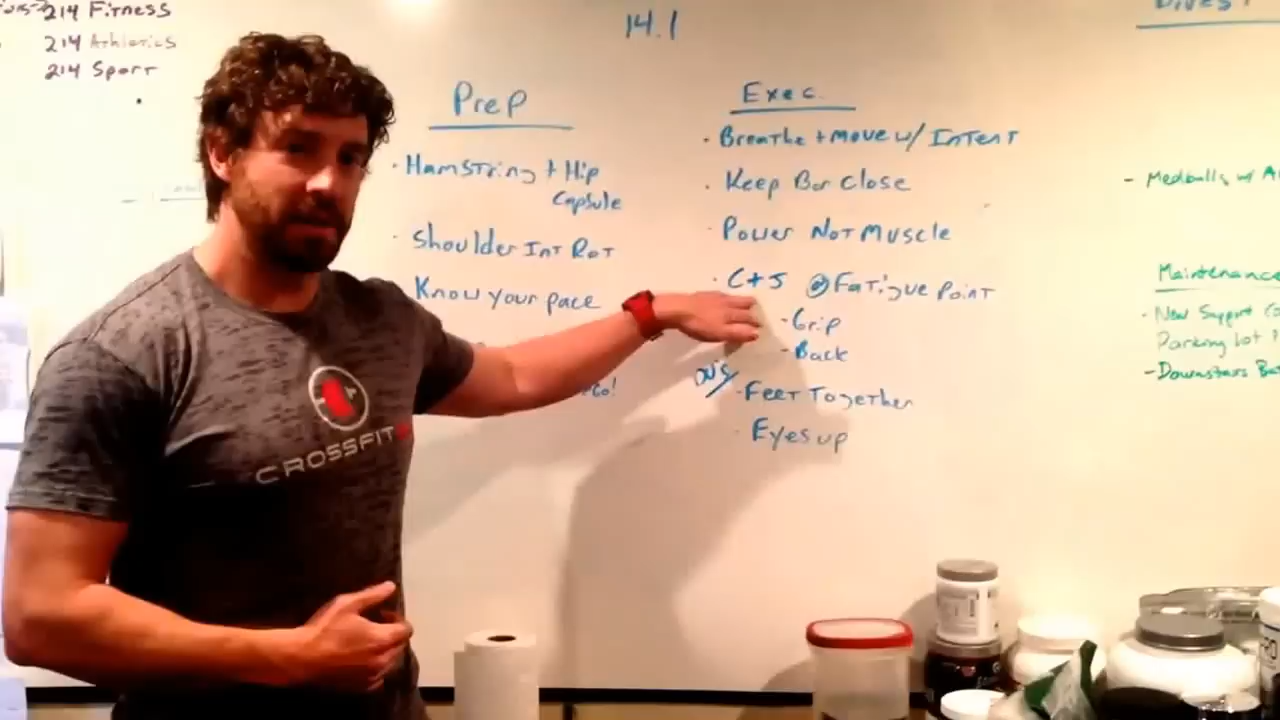 214 Fitness
214 Athletics
214 Sport
14.1
Prep
· Hamstring + Hip
Capsule
· Shoulder Int Rot
Know your pace
Go!
Exec.
· Breathe + move w/ Intent
· Keep Bar Close
· Power Not Muscle
· C+J @ Fatigue Point
- Grip
- Back
DU's/ · Feet Together
· Eyes up
- Medballs w/
Maintenance
- New Support
Parking Lot
- Downstairs
CROSSFIT